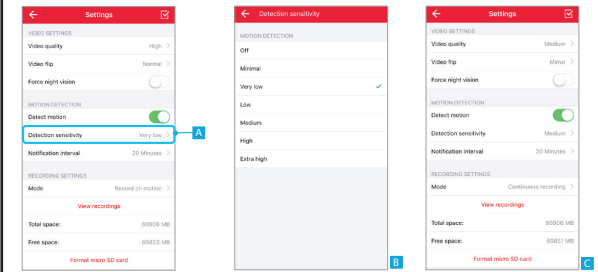 Settings
VIDEO SETTINGS
Video quality High
Video flip Normal
Force night vision
MOTION DETECTION
Detect motion
Detection sensitivity Very low
Notification interval 20 Minutes
RECORDING SETTINGS
Mode Record on motion
View recordings
Total space: 60906 MB
Free space: 60853 MB
Format micro SD card
A
Detection sensitivity
MOTION DETECTION
Off
Minimal
Very low
Low
Medium
High
Extra high
B
Settings
VIDEO SETTINGS
Video quality Medium
Video flip Mirror
Force night vision
MOTION DETECTION
Detect motion
Detection sensitivity Medium
Notification interval 20 Minutes
RECORDING SETTINGS
Mode Continuous recording
View recordings
Total space: 60906 MB
Free space: 60851 MB
Format micro SD card
C